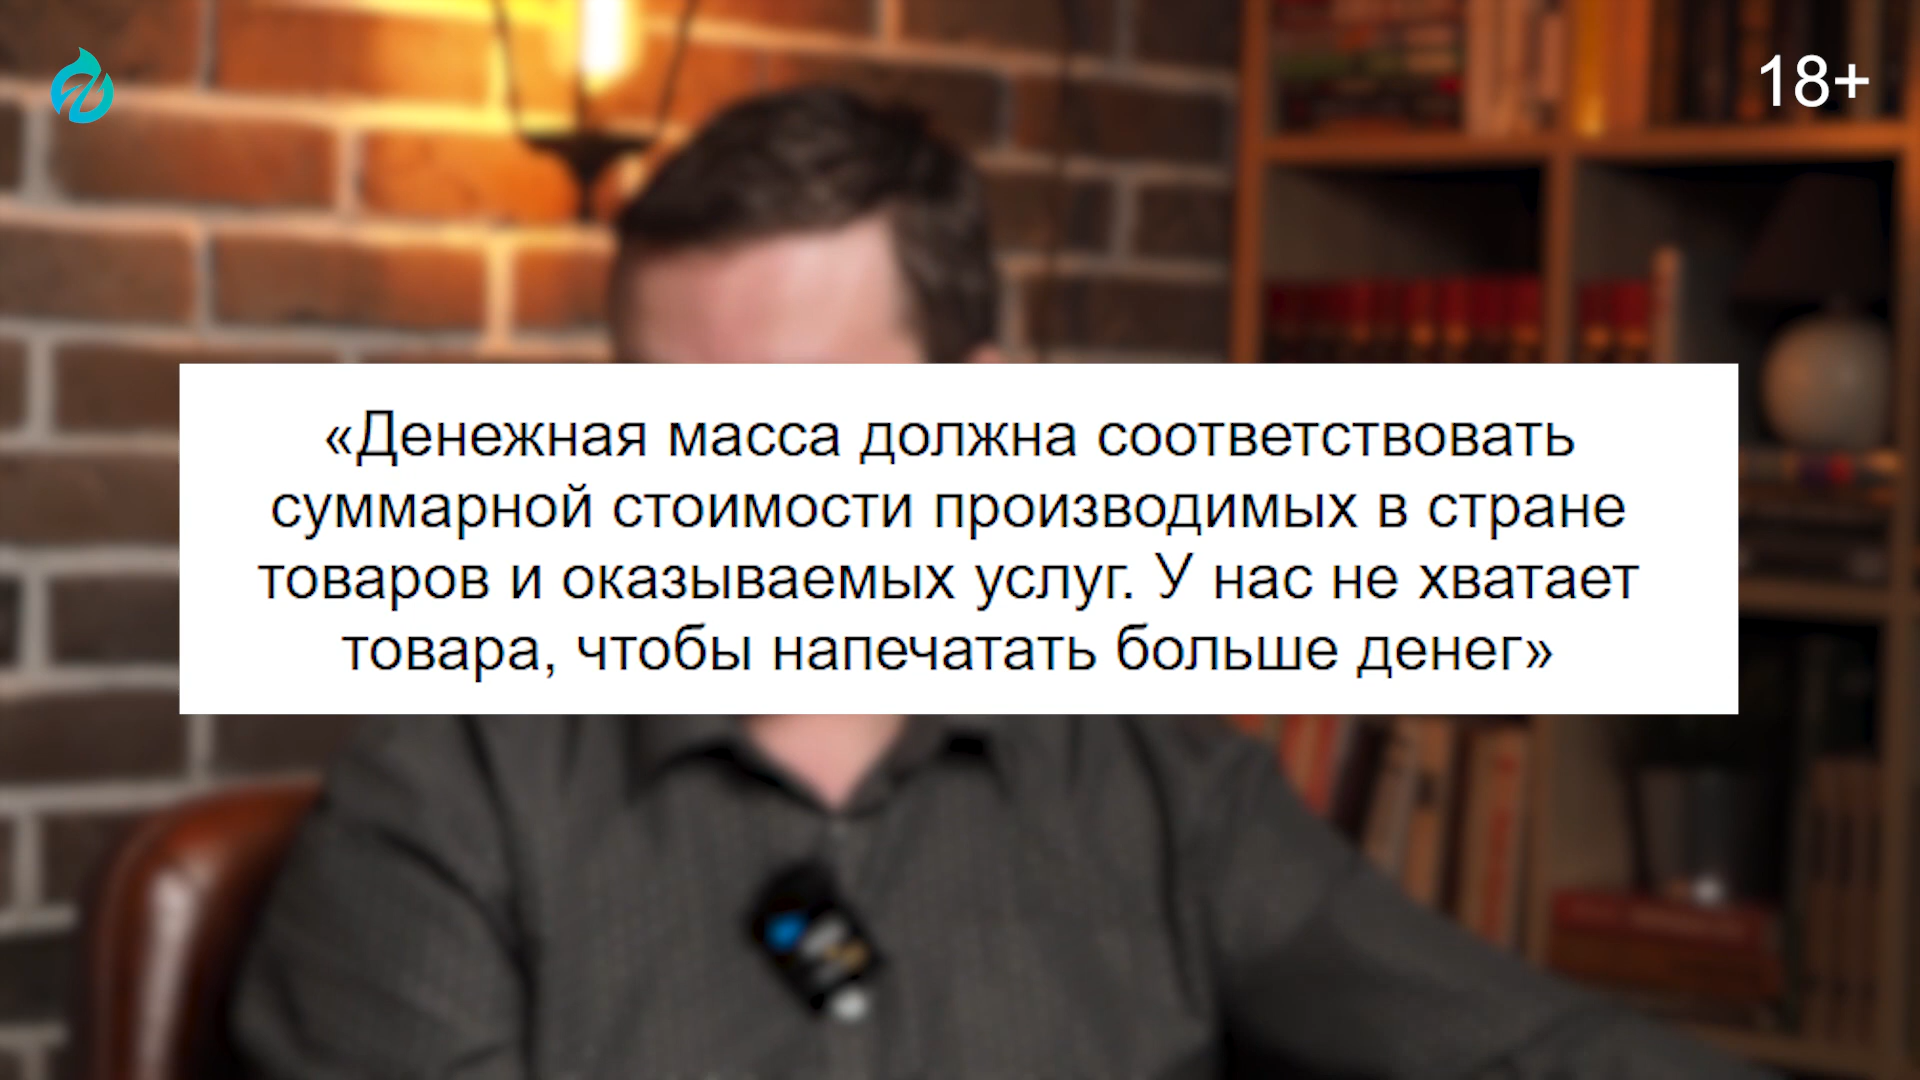 18+
«Денежная масса должна соответствовать
суммарной стоимости производимых в стране
товаров и оказываемых услуг. У нас не хватает
товара, чтобы напечатать больше денег»